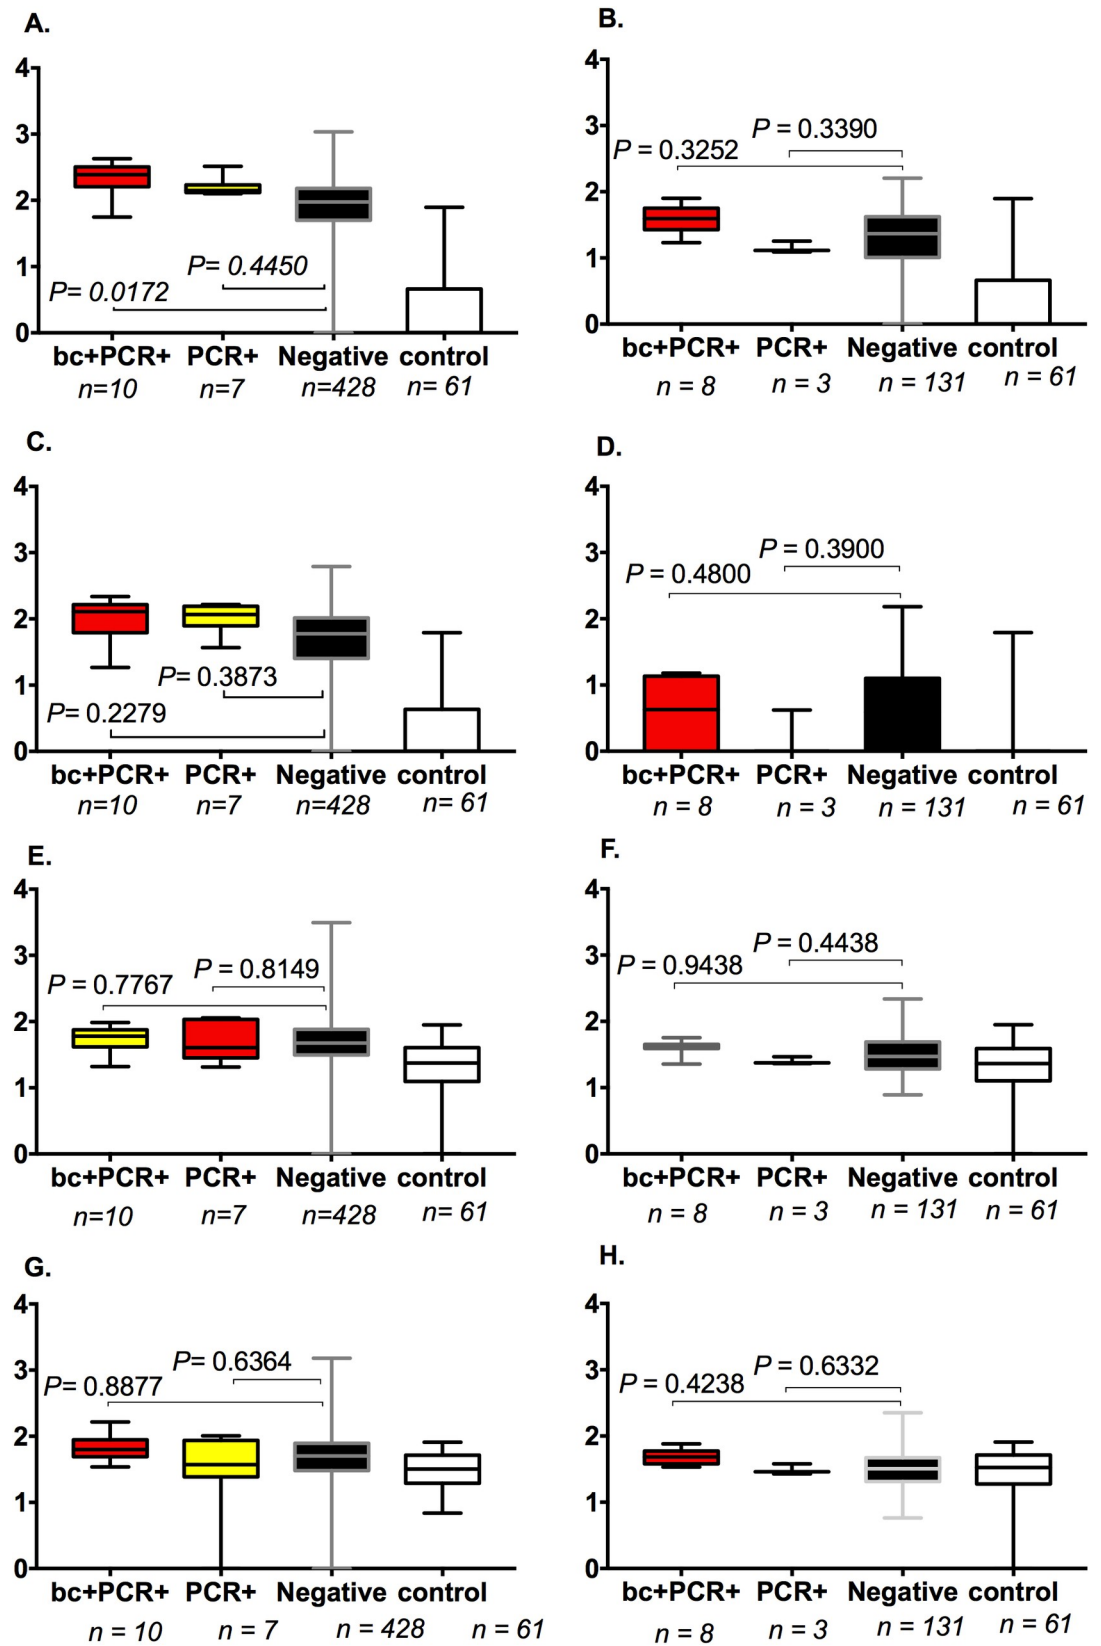 A.
4
3
2
1
0
P= 0.4450
P= 0.0172
bc+PCR+ PCR+ Negative control
n=10 n=7 n=428 n= 61
B.
4
3
2
1
0
P = 0.3390
P = 0.3252
bc+PCR+ PCR+ Negative control
n = 8 n = 3 n = 131 n = 61
C.
4
3
2
1
0
P= 0.3873
P= 0.2279
bc+PCR+ PCR+ Negative control
n=10 n=7 n=428 n= 61
D.
4
3
2
1
0
P = 0.3900
P = 0.4800
bc+PCR+ PCR+ Negative control
n = 8 n = 3 n = 131 n = 61
E.
4
3
2
1
0
P = 0.8149
P = 0.7767
bc+PCR+ PCR+ Negative control
n=10 n=7 n=428 n= 61
F.
4
3
2
1
0
P = 0.4438
P = 0.9438
bc+PCR+ PCR+ Negative control
n = 8 n = 3 n = 131 n = 61
G.
4
3
2
1
0
P= 0.6364
P= 0.8877
bc+PCR+ PCR+ Negative control
n = 10 n = 7 n = 428 n = 61
H.
4
3
2
1
0
P = 0.6332
P = 0.4238
bc+PCR+ PCR+ Negative control
n = 8 n = 3 n = 131 n = 61